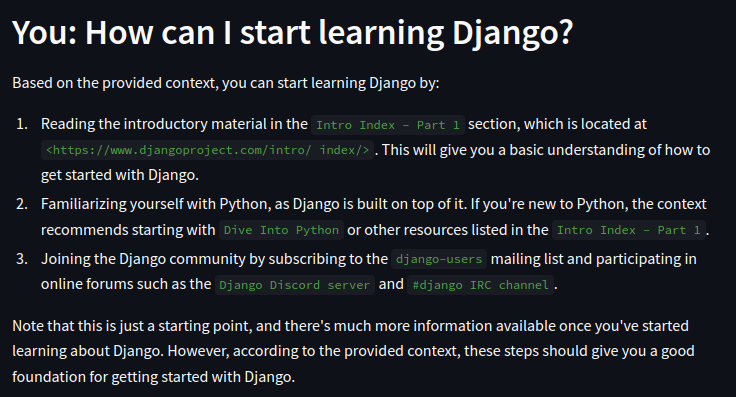 You: How can I start learning Django?
Based on the provided context, you can start learning Django by:
1. Reading the introductory material in the Intro Index – Part 1 section, which is located at
<https://www.djangoproject.com/intro/ index/>. This will give you a basic understanding of how to
get started with Django.
2. Familiarizing yourself with Python, as Django is built on top of it. If you're new to Python, the context
recommends starting with Dive Into Python or other resources listed in the Intro Index – Part 1.
3. Joining the Django community by subscribing to the django-users mailing list and participating in
online forums such as the Django Discord server and #django IRC channel.
Note that this is just a starting point, and there's much more information available once you've started
learning about Django. However, according to the provided context, these steps should give you a good
foundation for getting started with Django.